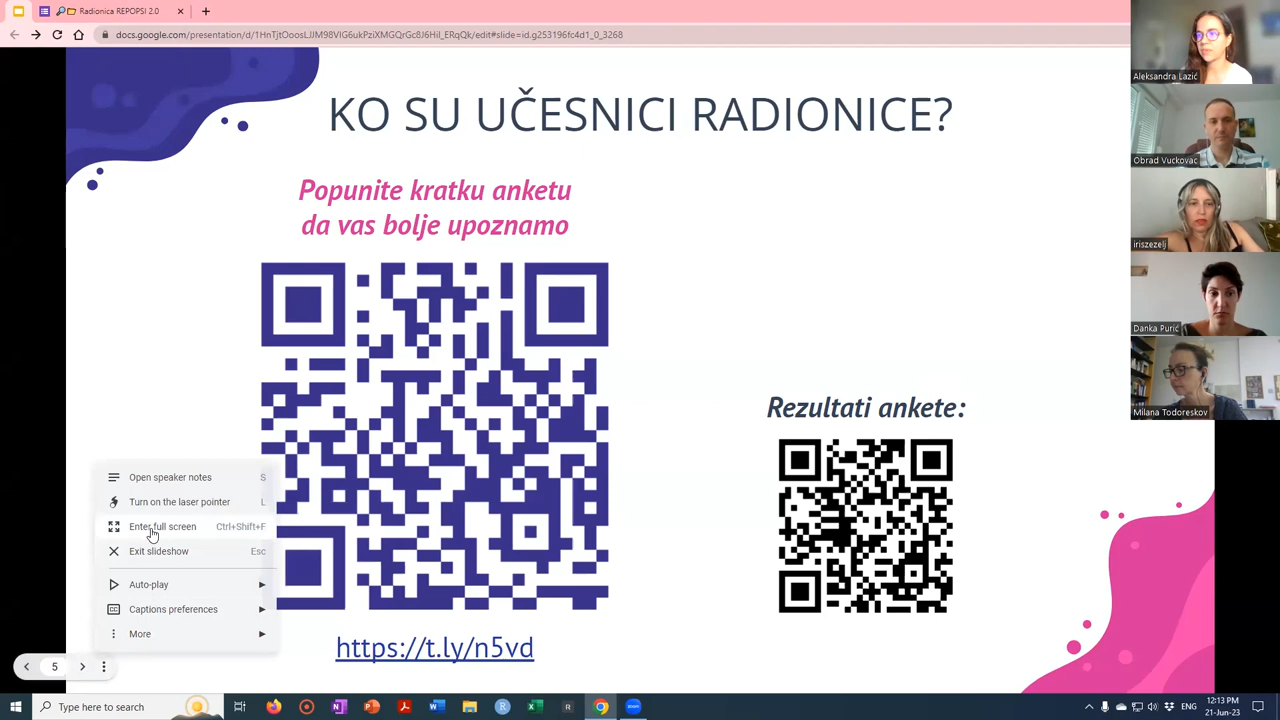 Radionica REPOPSI 2.0
docs.google.com/presentation/d/1HnTjtOoosLJJM98VIG6ukPziXMGQrGc8J6Hil_ERqQk/edit#slide=id.g253196fc4d1_0_3268
KO SU UČESNICI RADIONICE?
Popunite kratku anketu
da vas bolje upoznamo
https://t.ly/n5vd
Rezultati ankete:
Aleksandra Lazić
Obrad Vuckovac
iriszezelj
Danka Purić
Milana Todoreskov
Open speaker notes S
Turn on the laser pointer L
Enter full screen Ctrl+Shift+F
Exit slideshow Esc
Auto-play
Captions preferences
More
5
Type here to search
ENG
12:13 PM
21-Jun-23